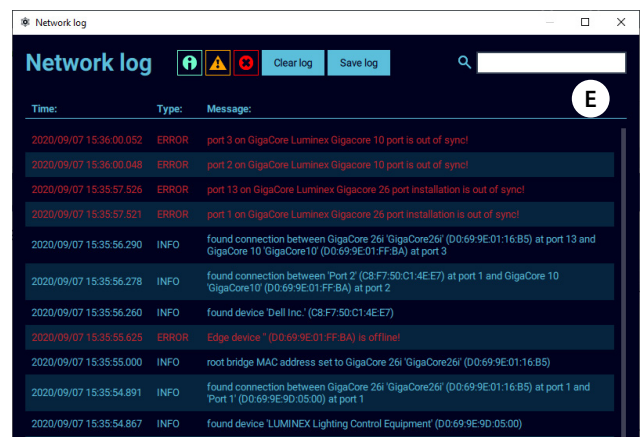 Network log
Network log Clear log Save log
E
Time: Type: Message:
2020/09/07 15:36:00.052 ERROR port 3 on GigaCore Luminex Gigacore 10 port is out of sync!
2020/09/07 15:36:00.048 ERROR port 2 on GigaCore Luminex Gigacore 10 port is out of sync!
2020/09/07 15:35:57.526 ERROR port 13 on GigaCore Luminex Gigacore 26 port installation is out of sync!
2020/09/07 15:35:57.521 ERROR port 1 on GigaCore Luminex Gigacore 26 port installation is out of sync!
2020/09/07 15:35:56.290 INFO found connection between GigaCore 26i 'GigaCore26i' (D0:69:9E:01:16:B5) at port 13 and
GigaCore 10 'GigaCore10' (D0:69:9E:01:FF:BA) at port 3
2020/09/07 15:35:56.278 INFO found connection between 'Port 2' (C8:F7:50:C1:4E:E7) at port 1 and GigaCore 10
'GigaCore10' (D0:69:9E:01:FF:BA) at port 2
2020/09/07 15:35:56.260 INFO found device 'Dell Inc.' (C8:F7:50:C1:4E:E7)
2020/09/07 15:35:55.625 ERROR Edge device '' (D0:69:9E:01:FF:BA) is offline!
2020/09/07 15:35:55.000 INFO root bridge MAC address set to GigaCore 26i 'GigaCore26i' (D0:69:9E:01:16:B5)
2020/09/07 15:35:54.891 INFO found connection between GigaCore 26i 'GigaCore26i' (D0:69:9E:01:16:B5) at port 1 and
'Port 1' (D0:69:9E:9D:05:00) at port 1
2020/09/07 15:35:54.867 INFO found device 'LUMINEX Lighting Control Equipment' (D0:69:9E:9D:05:00)